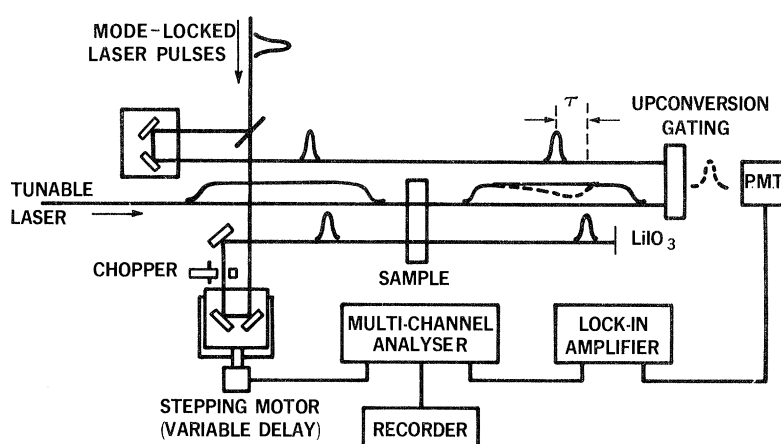 MODE-LOCKED
LASER PULSES
τ
UPCONVERSION
GATING
P.M.T
TUNABLE
LASER
LiIO3
CHOPPER
SAMPLE
MULTI-CHANNEL
ANALYSER
LOCK-IN
AMPLIFIER
STEPPING MOTOR
(VARIABLE DELAY)
RECORDER